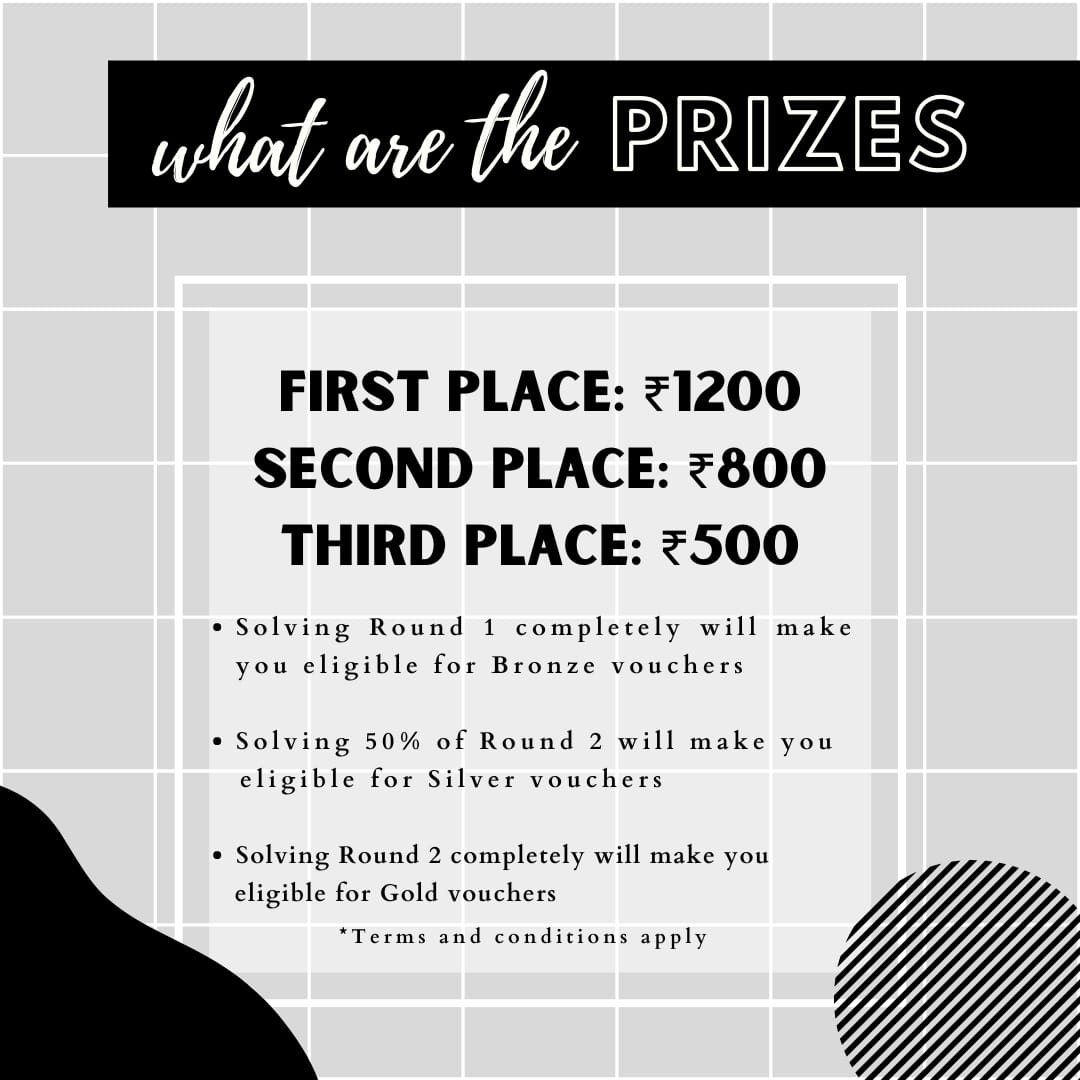 what are the PRIZES
FIRST PLACE: ₹1200
SECOND PLACE: ₹800
THIRD PLACE: ₹500
• Solving Round 1 completely will make
you eligible for Bronze vouchers
• Solving 50% of Round 2 will make you
eligible for Silver vouchers
• Solving Round 2 completely will make you
eligible for Gold vouchers
*Terms and conditions apply